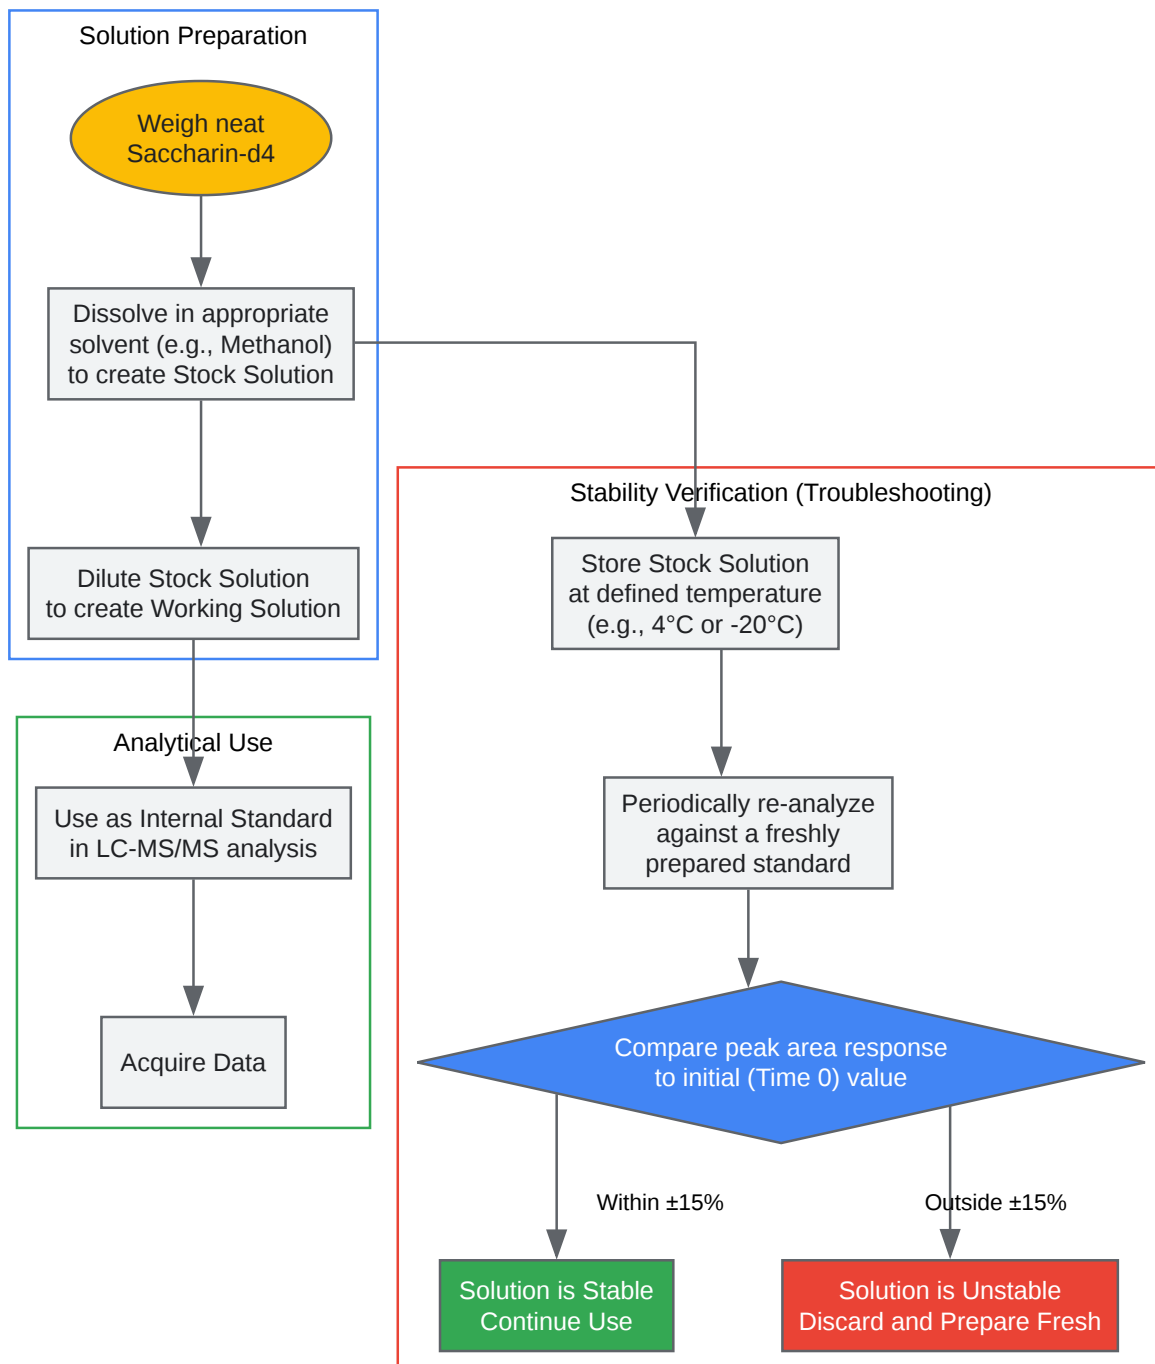 Solution Preparation
Weigh neat
Saccharin-d4
Dissolve in appropriate
solvent (e.g., Methanol)
to create Stock Solution
Dilute Stock Solution
to create Working Solution
Analytical Use
Use as Internal Standard
in LC-MS/MS analysis
Acquire Data
Stability Verification (Troubleshooting)
Store Stock Solution
at defined temperature
(e.g., 4°C or -20°C)
Periodically re-analyze
against a freshly
prepared standard
Compare peak area response
to initial (Time 0) value
Within ±15%
Outside ±15%
Solution is Stable
Continue Use
Solution is Unstable
Discard and Prepare Fresh